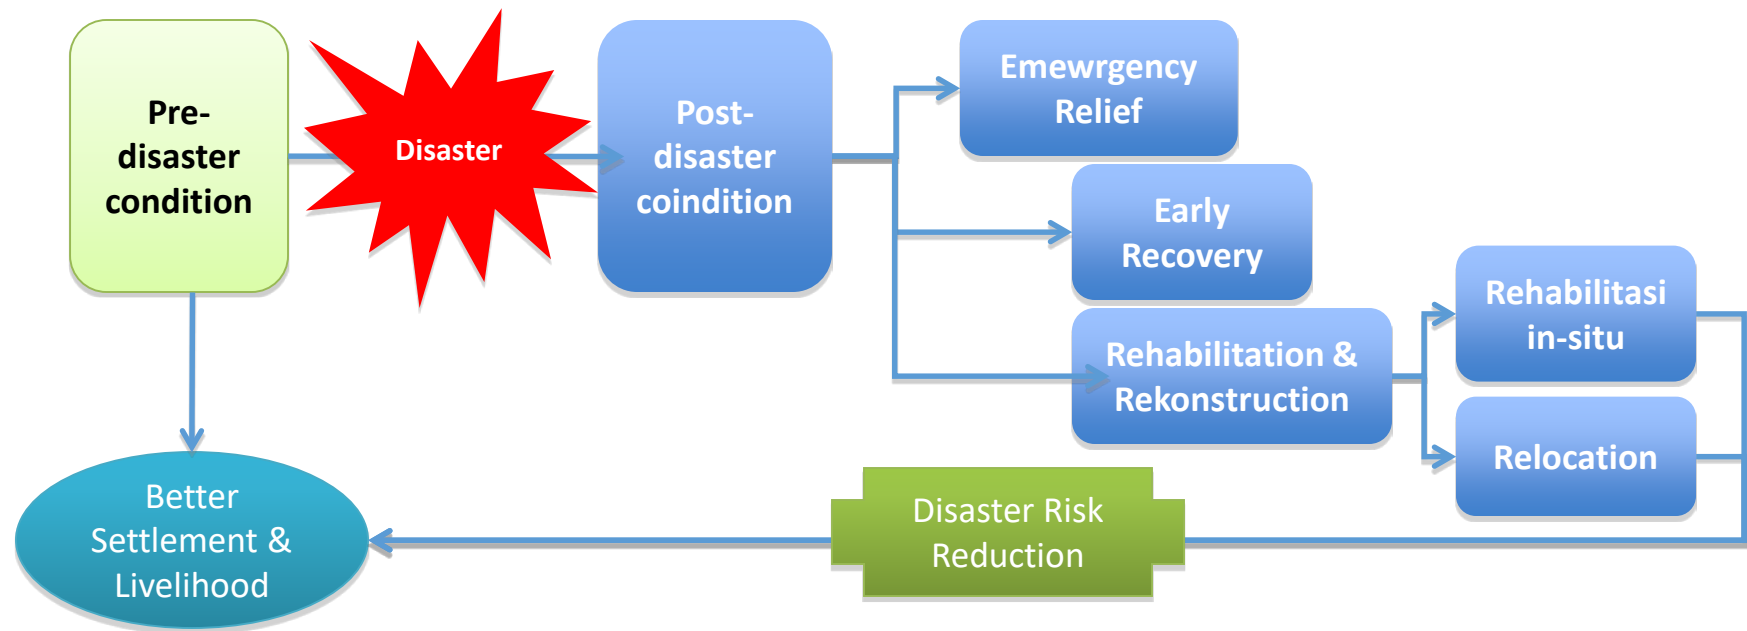 Pre-
disaster
condition
Disaster
Post-
disaster
coindition
Emewrgency
Relief
Early
Recovery
Rehabilitation &
Rekonstruction
Rehabilitasi
in-situ
Relocation
Better
Settlement &
Livelihood
Disaster Risk
Reduction